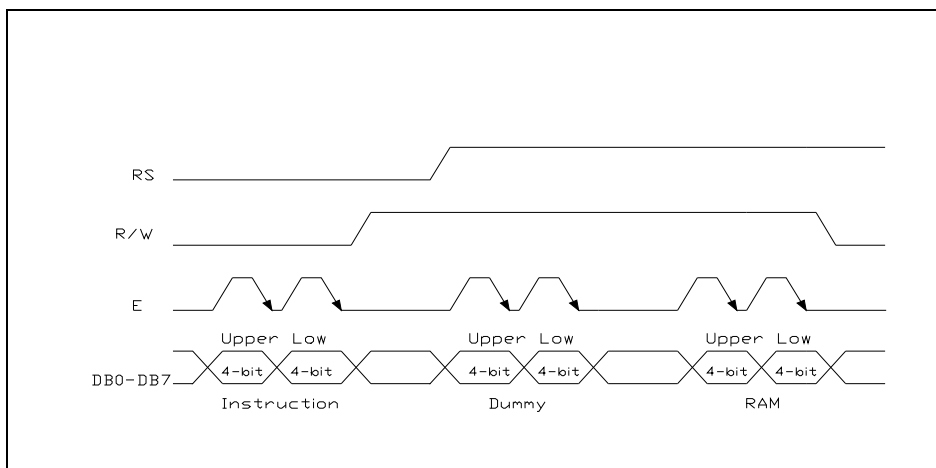 RS
R/W
E
Upper Low Upper Low Upper Low
DB0-DB7 4-bit 4-bit 4-bit 4-bit 4-bit 4-bit
Instruction Dummy RAM